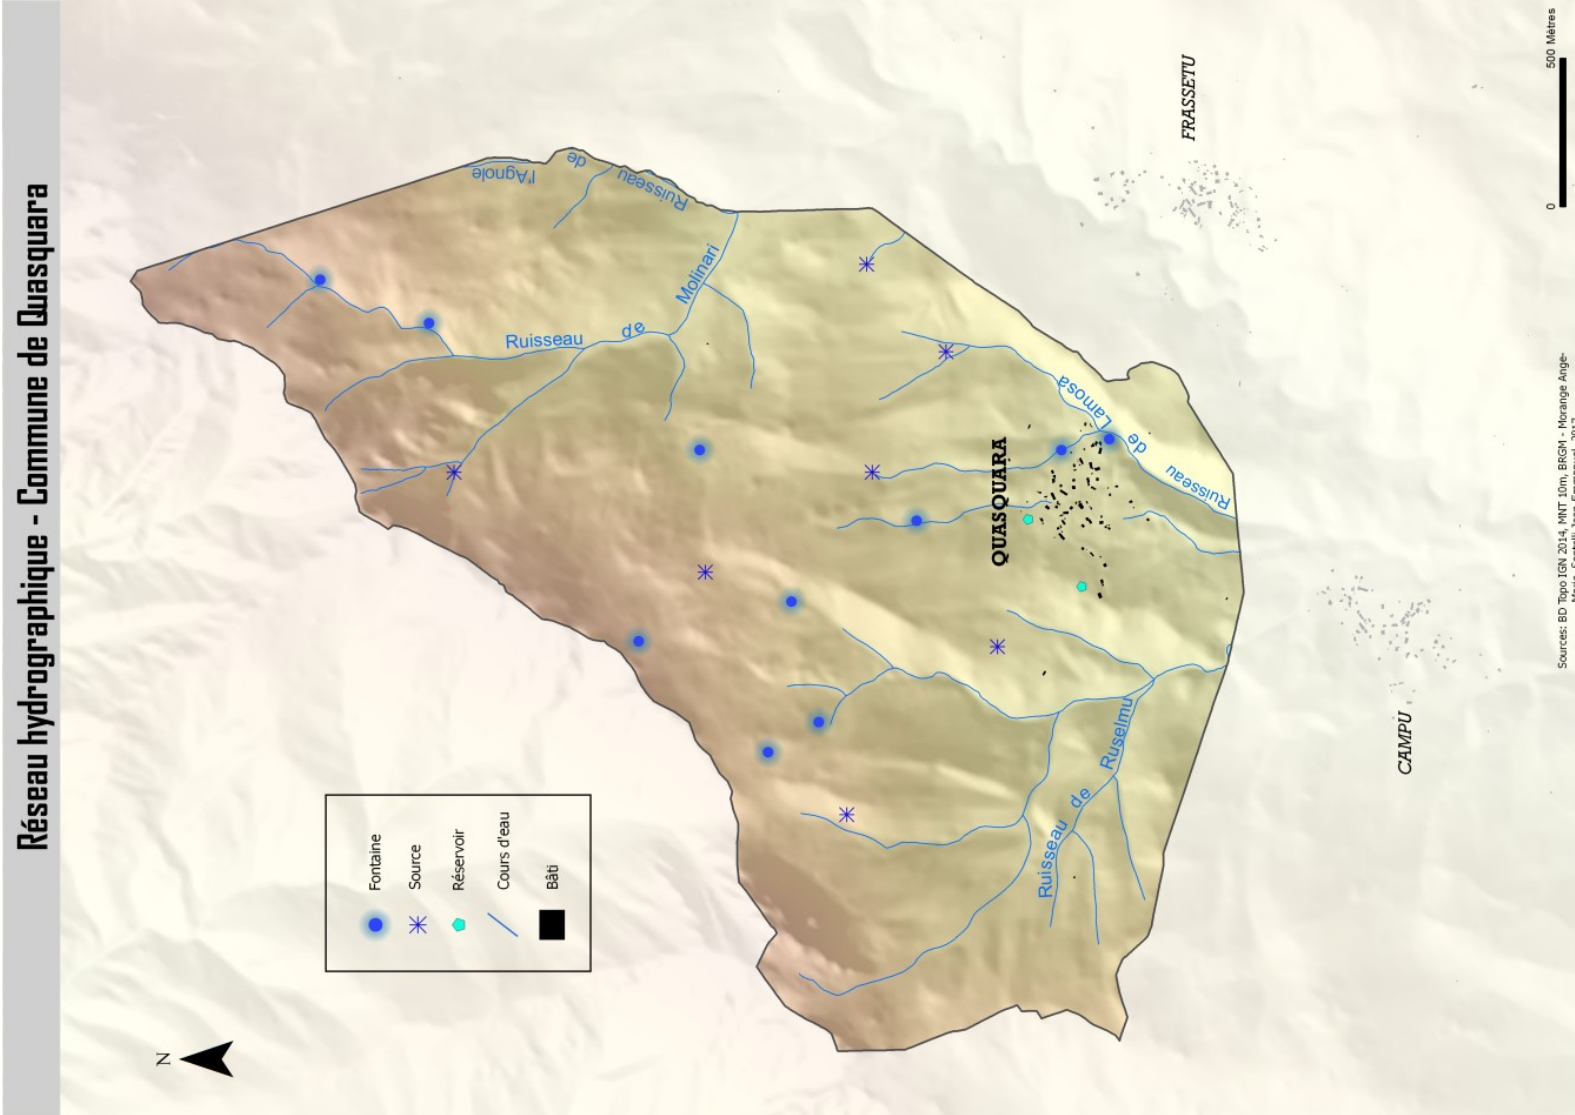 Réseau hydrographique - Commune de Quasquara
N
Fontaine
Source
Réservoir
Cours d'eau
Bâti
Ruisseau de l'Agnole
Ruisseau de Molinari
Ruisseau de Lamosa
Ruisseau de Ruselmu
QUASQUARA
FRASSETU
CAMPU
0 500 Mètres
Sources: BD Topo IGN 2014, MNT 10m, BRGM - Morange Ange-